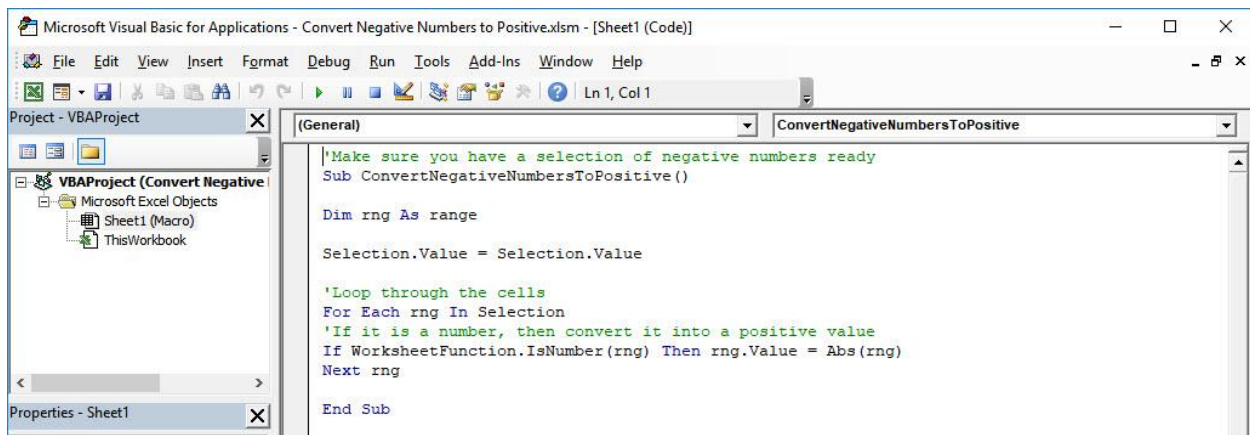 Microsoft Visual Basic for Applications - Convert Negative Numbers to Positive.xlsm - [Sheet1 (Code)]
File Edit View Insert Format Debug Run Tools Add-Ins Window Help
Ln 1, Col 1
Project - VBAProject
(General)
ConvertNegativeNumbersToPositive
VBAProject (Convert Negative
Microsoft Excel Objects
Sheet1 (Macro)
ThisWorkbook
'Make sure you have a selection of negative numbers ready
Sub ConvertNegativeNumbersToPositive()
Dim rng As range
Selection.Value = Selection.Value
'Loop through the cells
For Each rng In Selection
'If it is a number, then convert it into a positive value
If WorksheetFunction.IsNumber(rng) Then rng.Value = Abs(rng)
Next rng
End Sub
Properties - Sheet1